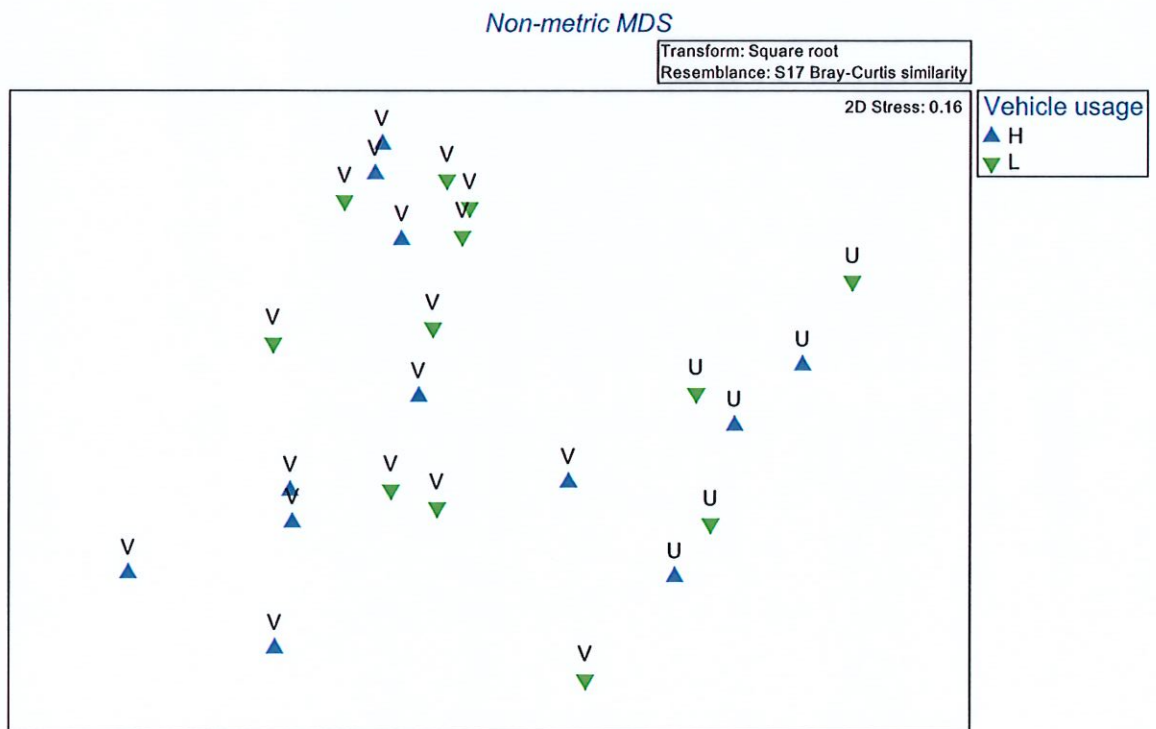 Non-metric MDS
Transform: Square root
Resemblance: S17 Bray-Curtis similarity
2D Stress: 0.16
Vehicle usage
H
L
V
V
V
V
V
V
V
U
V
V
U
V
U
U
V
V
V
V
V
U
V
U
V
V